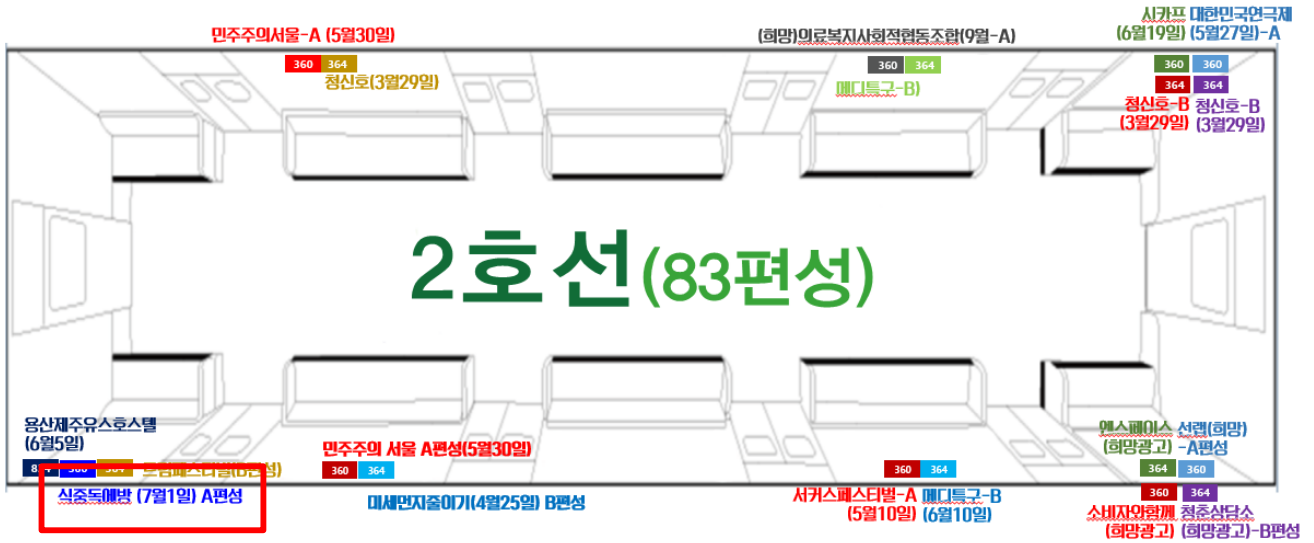 시카프 대한민국연극제
(6월19일) (5월27일)-A
민주주의서울-A (5월30일)
(희망)의료복지사회적협동조합(9월-A)
360 364
360 364
360 360
청신호(3월29일)
메디특구-B)
364 364
청신호-B 청신호-B
(3월29일) (3월29일)
2호선(83편성)
용산제주유스호스텔
(6월5일)
민주주의 서울 A편성(5월30일)
엔스페이스 선랩(희망)
(희망광고) -A편성
360 364
360 364
364 360
식중독예방 (7월1일) A편성
미세먼지줄이기(4월25일) B편성
서커스페스티벌-A 메디특구-B
(5월10일) (6월10일)
360 364
소비자와함께 청춘상담소
(희망광고) (희망광고)-B편성